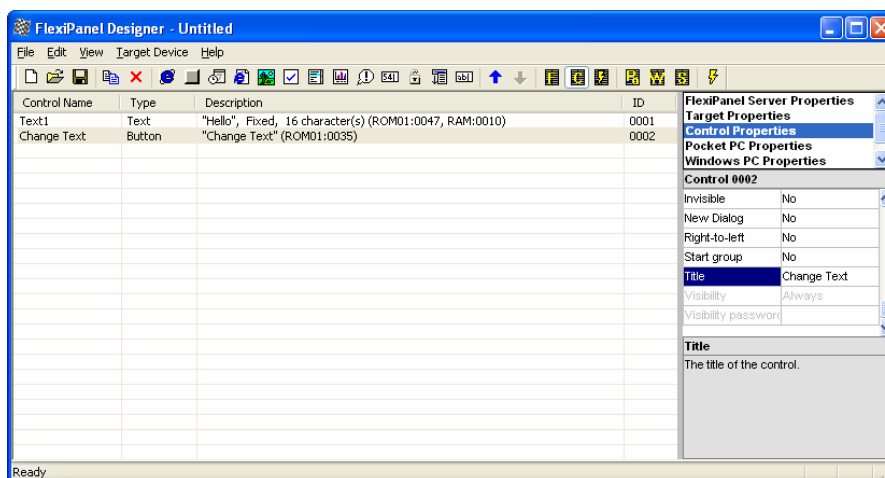 FlexiPanel Designer - Untitled
File Edit View Target Device Help
Control Name Type Description ID
Text1 Text "Hello", Fixed, 16 character(s) (ROM01:0047, RAM:0010) 0001
Change Text Button "Change Text" (ROM01:0035) 0002
FlexiPanel Server Properties
Target Properties
Control Properties
Pocket PC Properties
Windows PC Properties
Control 0002
Invisible No
New Dialog No
Right-to-left No
Start group No
Title Change Text
Visibility Always
Visibility password
Title
The title of the control.
Ready